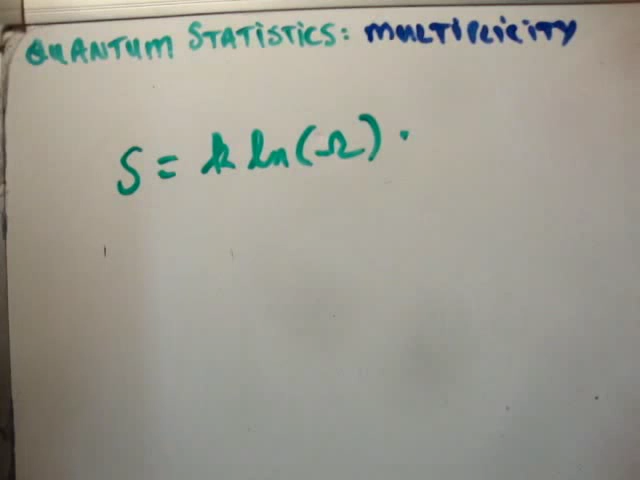 QUANTUM STATISTICS: MULTIPLICITY
S = k ln(Ω).